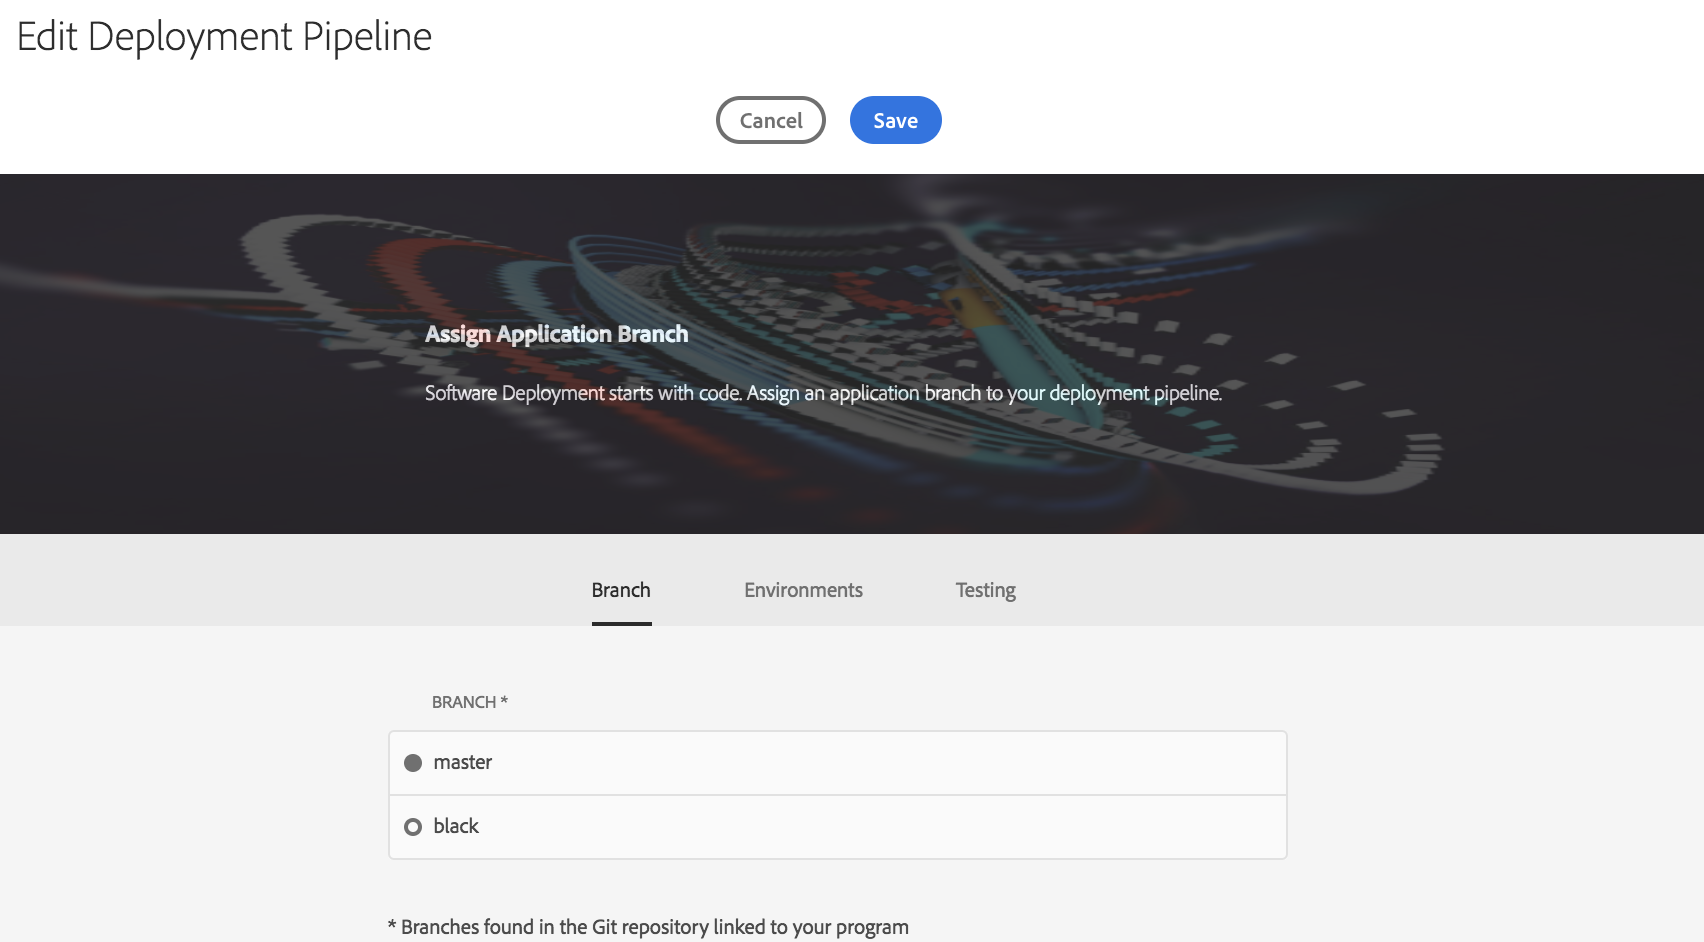 Edit Deployment Pipeline
Cancel Save
Assign Application Branch
Software Deployment starts with code. Assign an application branch to your deployment pipeline.
Branch Environments Testing
BRANCH *
master
black
* Branches found in the Git repository linked to your program